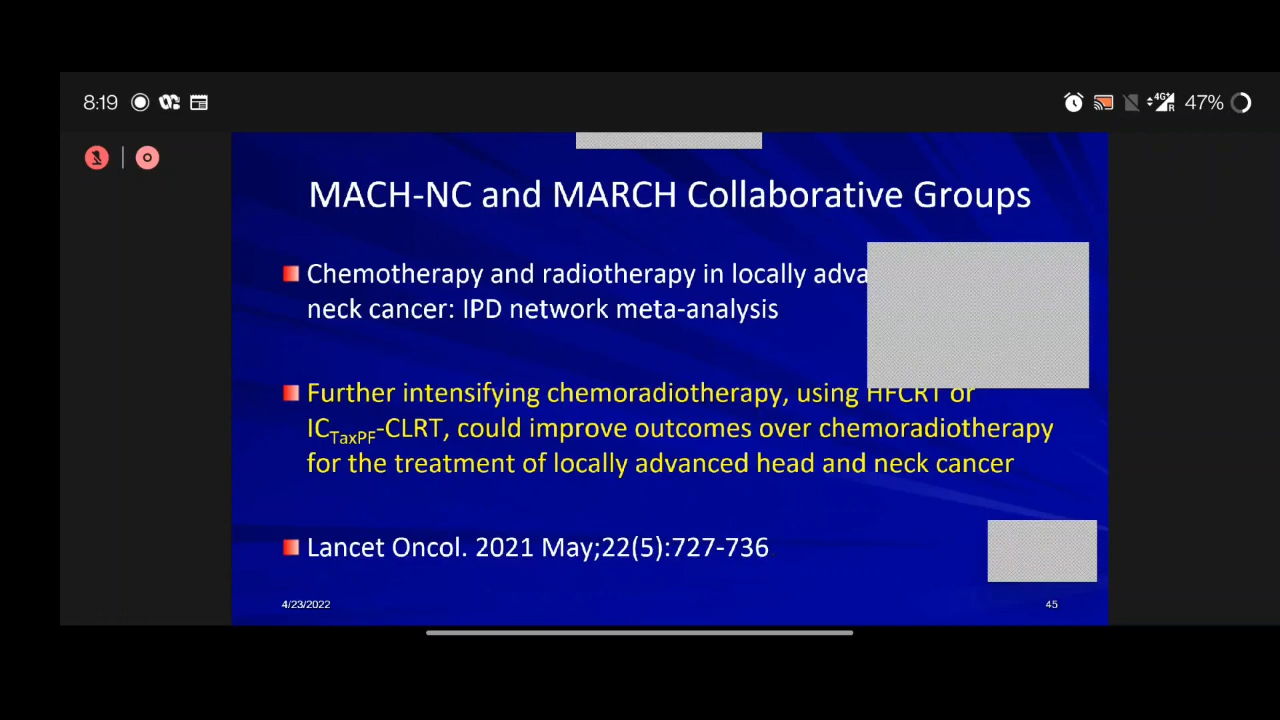 8:19
4G+
R
47%
MACH-NC and MARCH Collaborative Groups
Chemotherapy and radiotherapy in locally
neck cancer: IPD network meta-analysis
Further intensifying chemoradiotherapy, using HFCRT or
ICTaxPF-CLRT, could improve outcomes over chemoradiotherapy
for the treatment of locally advanced head and neck cancer
Lancet Oncol. 2021 May;22(5):727-736
4/23/2022
45